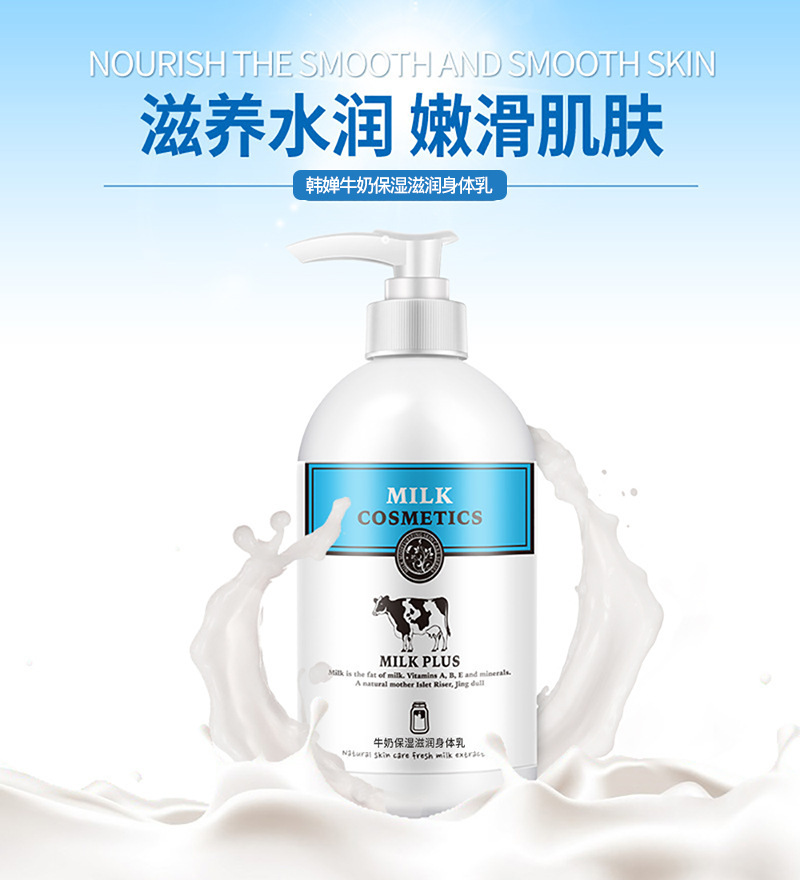 NOURISH THE SMOOTH AND SMOOTH SKIN
滋养水润 嫩滑肌肤
韩婵牛奶保湿滋润身体乳
MILK
COSMETICS
MILK PLUS
Milk is the fat of milk. Vitamins A, B, E and minerals.
A natural mother Islet Riser, Jing dull
牛奶保湿滋润身体乳
Natural skin care fresh milk extract